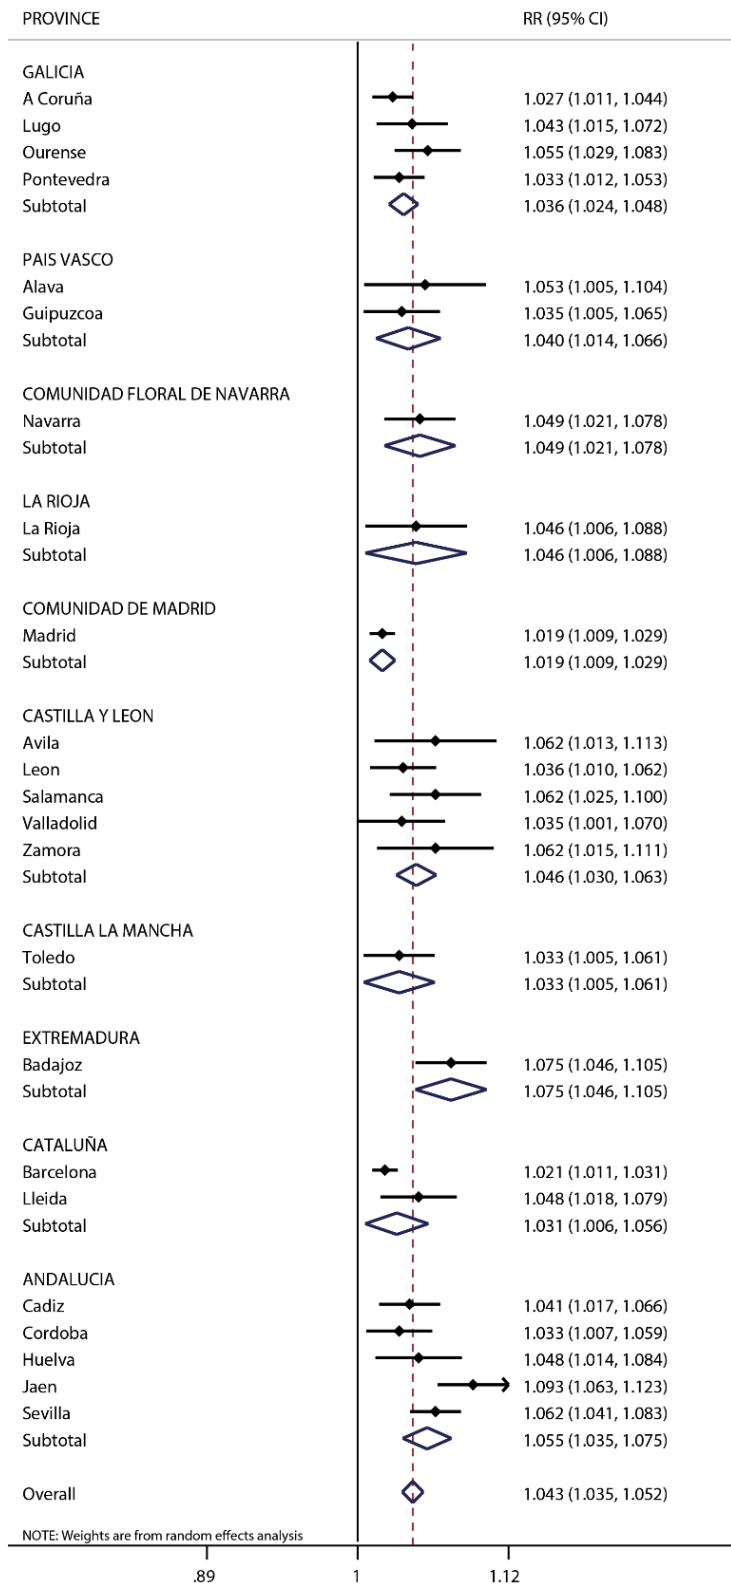 PROVINCE RR (95% CI)
GALICIA
A Coruña 1.027 (1.011, 1.044)
Lugo 1.043 (1.015, 1.072)
Ourense 1.055 (1.029, 1.083)
Pontevedra 1.033 (1.012, 1.053)
Subtotal 1.036 (1.024, 1.048)
PAIS VASCO
Alava 1.053 (1.005, 1.104)
Guipuzcoa 1.035 (1.005, 1.065)
Subtotal 1.040 (1.014, 1.066)
COMUNIDAD FLORAL DE NAVARRA
Navarra 1.049 (1.021, 1.078)
Subtotal 1.049 (1.021, 1.078)
LA RIOJA
La Rioja 1.046 (1.006, 1.088)
Subtotal 1.046 (1.006, 1.088)
COMUNIDAD DE MADRID
Madrid 1.019 (1.009, 1.029)
Subtotal 1.019 (1.009, 1.029)
CASTILLA Y LEON
Avila 1.062 (1.013, 1.113)
Leon 1.036 (1.010, 1.062)
Salamanca 1.062 (1.025, 1.100)
Valladolid 1.035 (1.001, 1.070)
Zamora 1.062 (1.015, 1.111)
Subtotal 1.046 (1.030, 1.063)
CASTILLA LA MANCHA
Toledo 1.033 (1.005, 1.061)
Subtotal 1.033 (1.005, 1.061)
EXTREMADURA
Badajoz 1.075 (1.046, 1.105)
Subtotal 1.075 (1.046, 1.105)
CATALUÑA
Barcelona 1.021 (1.011, 1.031)
Lleida 1.048 (1.018, 1.079)
Subtotal 1.031 (1.006, 1.056)
ANDALUCIA
Cadiz 1.041 (1.017, 1.066)
Cordoba 1.033 (1.007, 1.059)
Huelva 1.048 (1.014, 1.084)
Jaen 1.093 (1.063, 1.123)
Sevilla 1.062 (1.041, 1.083)
Subtotal 1.055 (1.035, 1.075)
Overall 1.043 (1.035, 1.052)
NOTE: Weights are from random effects analysis
.89 1 1.12